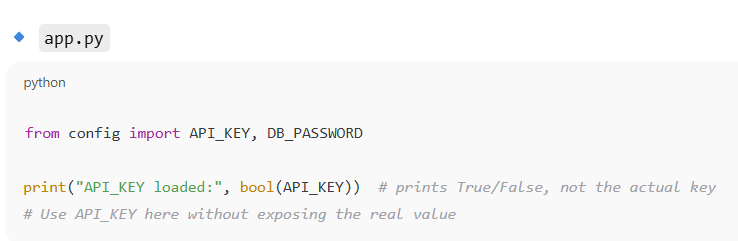 app.py
python
from config import API_KEY, DB_PASSWORD
print("API_KEY loaded:", bool(API_KEY))  # prints True/False, not the actual key
# Use API_KEY here without exposing the real value